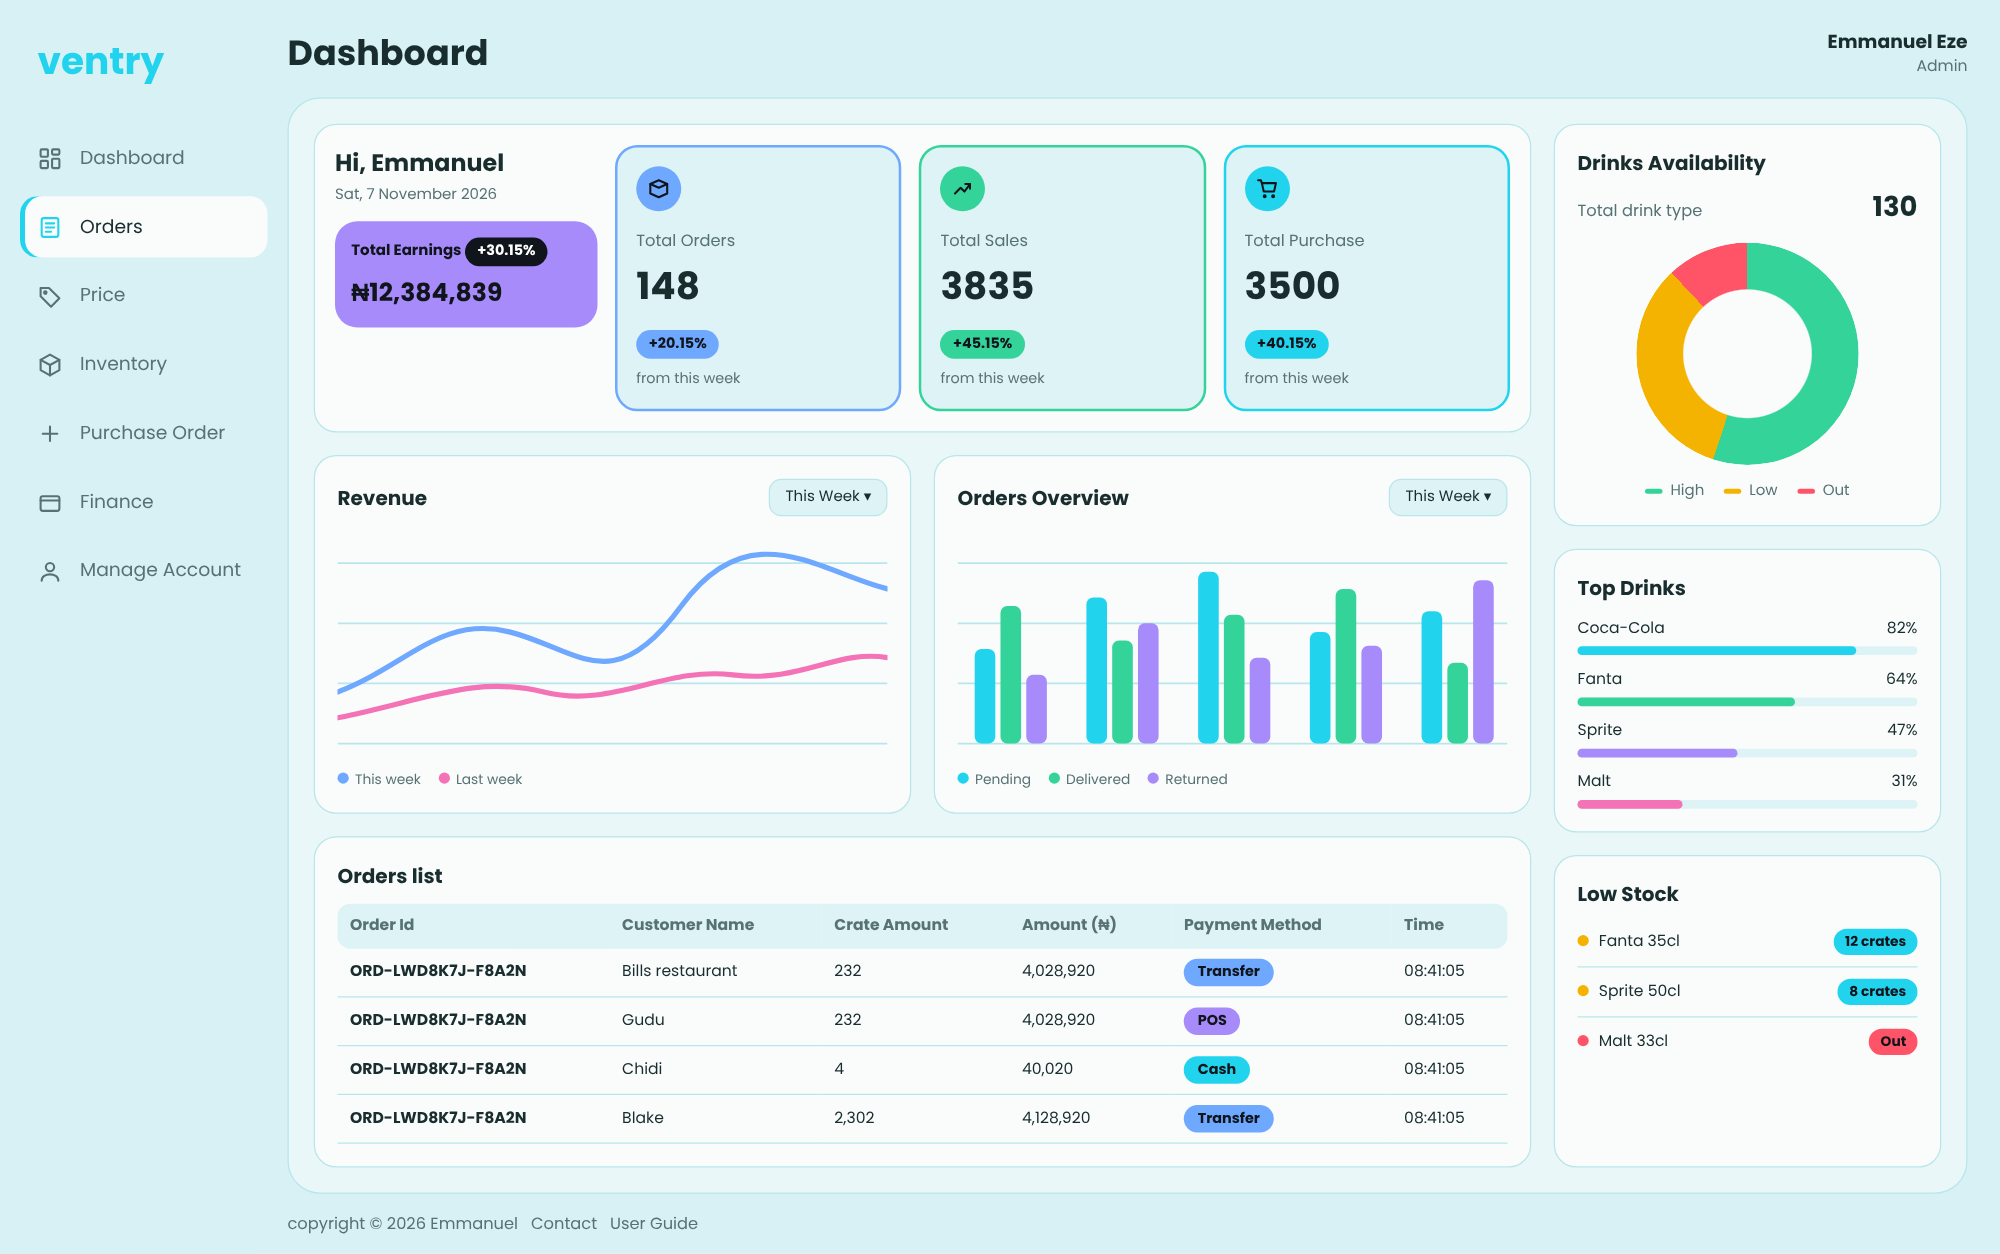 ventry
Dashboard
Orders
Price
Inventory
Purchase Order
Finance
Manage Account
Dashboard
Emmanuel Eze
Admin
Hi, Emmanuel
Sat, 7 November 2026
Total Earnings +30.15%
₦12,384,839
Total Orders
148
+20.15%
from this week
Total Sales
3835
+45.15%
from this week
Total Purchase
3500
+40.15%
from this week
Revenue
This Week ▾
This week Last week
Orders Overview
This Week ▾
Pending Delivered Returned
Orders list
Order Id Customer Name Crate Amount Amount (₦) Payment Method Time
ORD-LWD8K7J-F8A2N Bills restaurant 232 4,028,920 Transfer 08:41:05
ORD-LWD8K7J-F8A2N Gudu 232 4,028,920 POS 08:41:05
ORD-LWD8K7J-F8A2N Chidi 4 40,020 Cash 08:41:05
ORD-LWD8K7J-F8A2N Blake 2,302 4,128,920 Transfer 08:41:05
Drinks Availability
Total drink type 130
High Low Out
Top Drinks
Coca-Cola 82%
Fanta 64%
Sprite 47%
Malt 31%
Low Stock
Fanta 35cl 12 crates
Sprite 50cl 8 crates
Malt 33cl Out
copyright © 2026 Emmanuel Contact User Guide